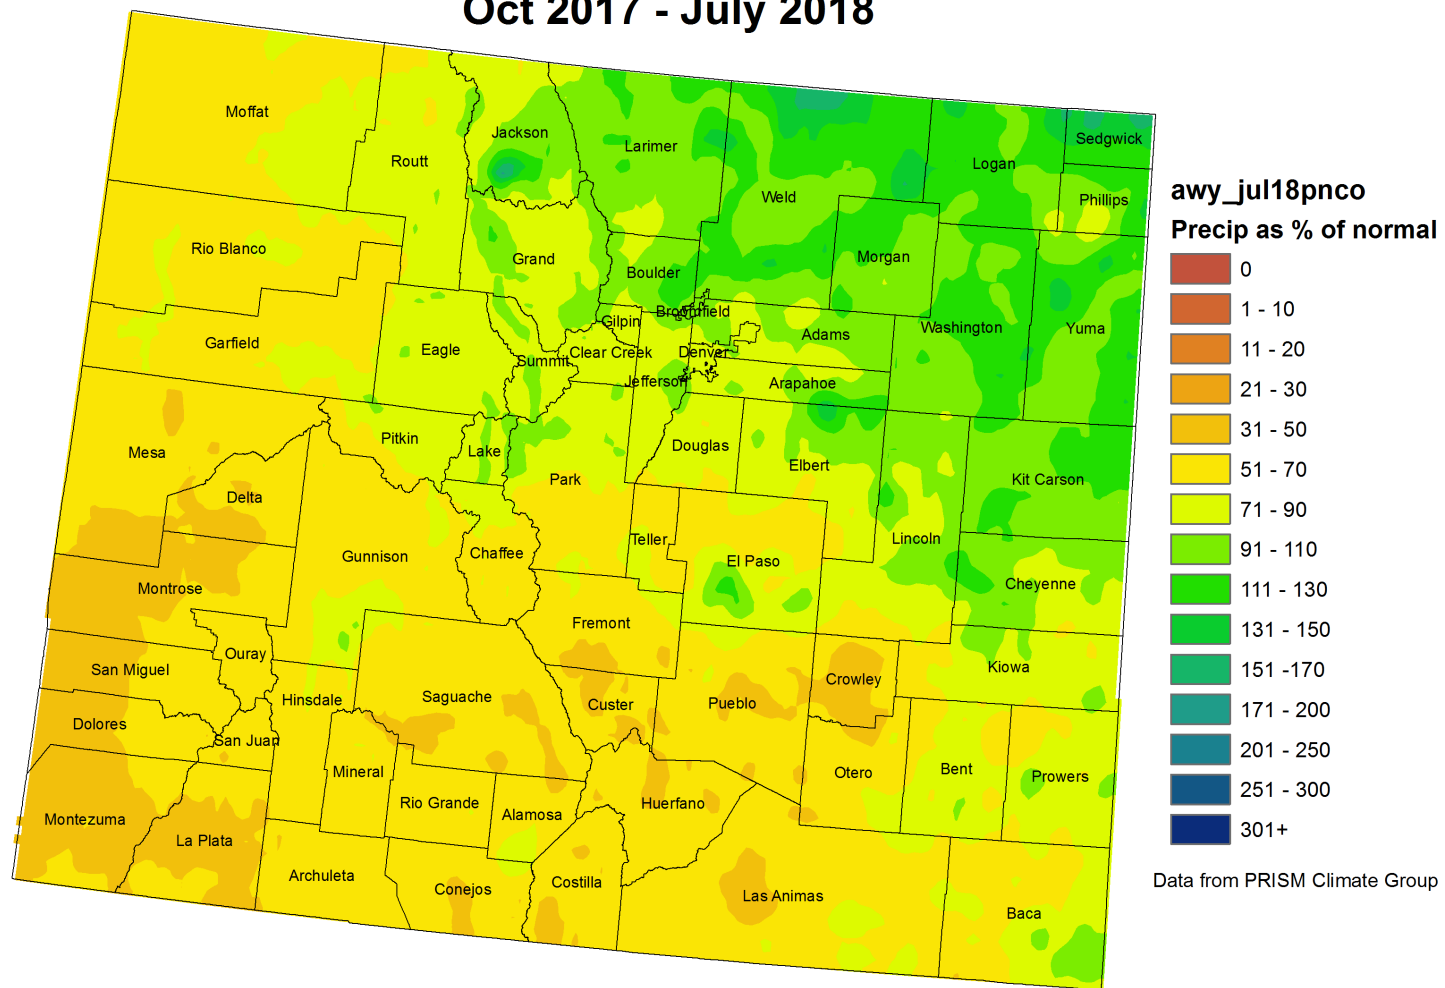 Oct 2017 - July 2018
Moffat
Routt
Jackson
Larimer
Weld
Logan
Sedgwick
Phillips
Rio Blanco
Grand
Boulder
Morgan
Washington
Yuma
Garfield
Eagle
Summit
Gilpin
Clear Creek
Broomfield
Denver
Adams
Jefferson
Arapahoe
Mesa
Pitkin
Lake
Park
Douglas
Elbert
Kit Carson
Delta
Gunnison
Chaffee
Teller
El Paso
Lincoln
Cheyenne
Montrose
Ouray
Fremont
San Miguel
Hinsdale
Saguache
Custer
Pueblo
Crowley
Kiowa
Dolores
San Juan
Mineral
Rio Grande
Alamosa
Huerfano
Otero
Bent
Prowers
Montezuma
La Plata
Archuleta
Conejos
Costilla
Las Animas
Baca
awy_jul18pnco
Precip as % of normal
0
1 - 10
11 - 20
21 - 30
31 - 50
51 - 70
71 - 90
91 - 110
111 - 130
131 - 150
151 -170
171 - 200
201 - 250
251 - 300
301+
Data from PRISM Climate Group